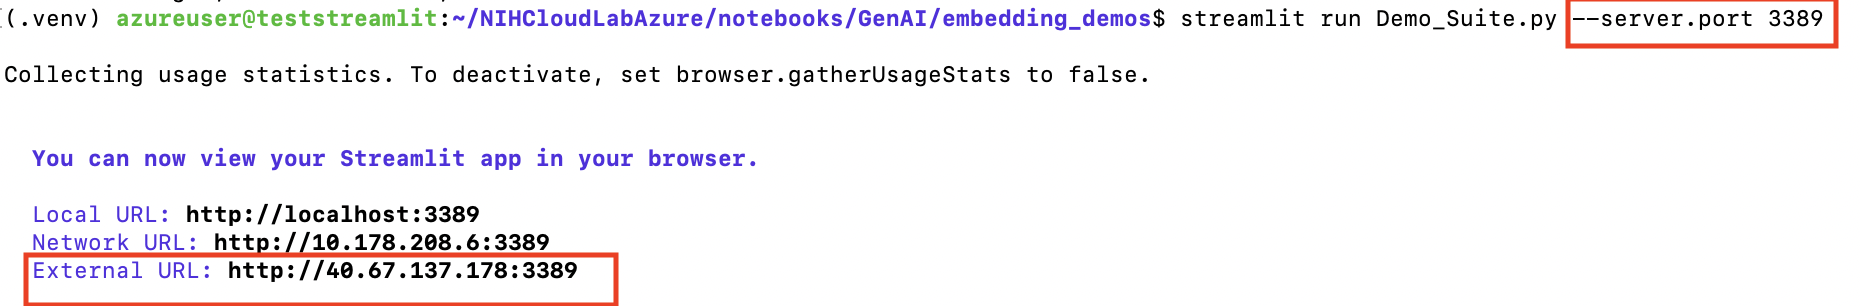 (.venv) azureuser@teststreamlit:~/NIHCloudLabAzure/notebooks/GenAI/embedding_demos$ streamlit run Demo_Suite.py --server.port 3389
Collecting usage statistics. To deactivate, set browser.gatherUsageStats to false.
You can now view your Streamlit app in your browser.
Local URL: http://localhost:3389
Network URL: http://10.178.208.6:3389
External URL: http://40.67.137.178:3389